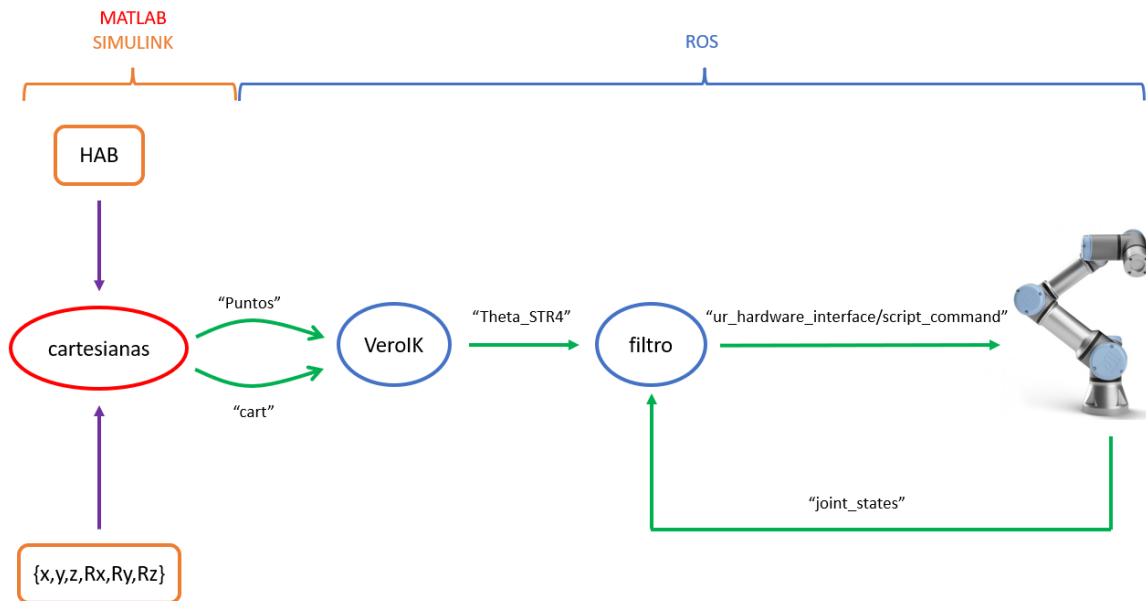 MATLAB
SIMULINK
ROS
HAB
"Puntos"
"Theta_STR4"
"ur_hardware_interface/script_command"
cartesianas
VeroIK
filtro
"cart"
"joint_states"
{x,y,z,Rx,Ry,Rz}